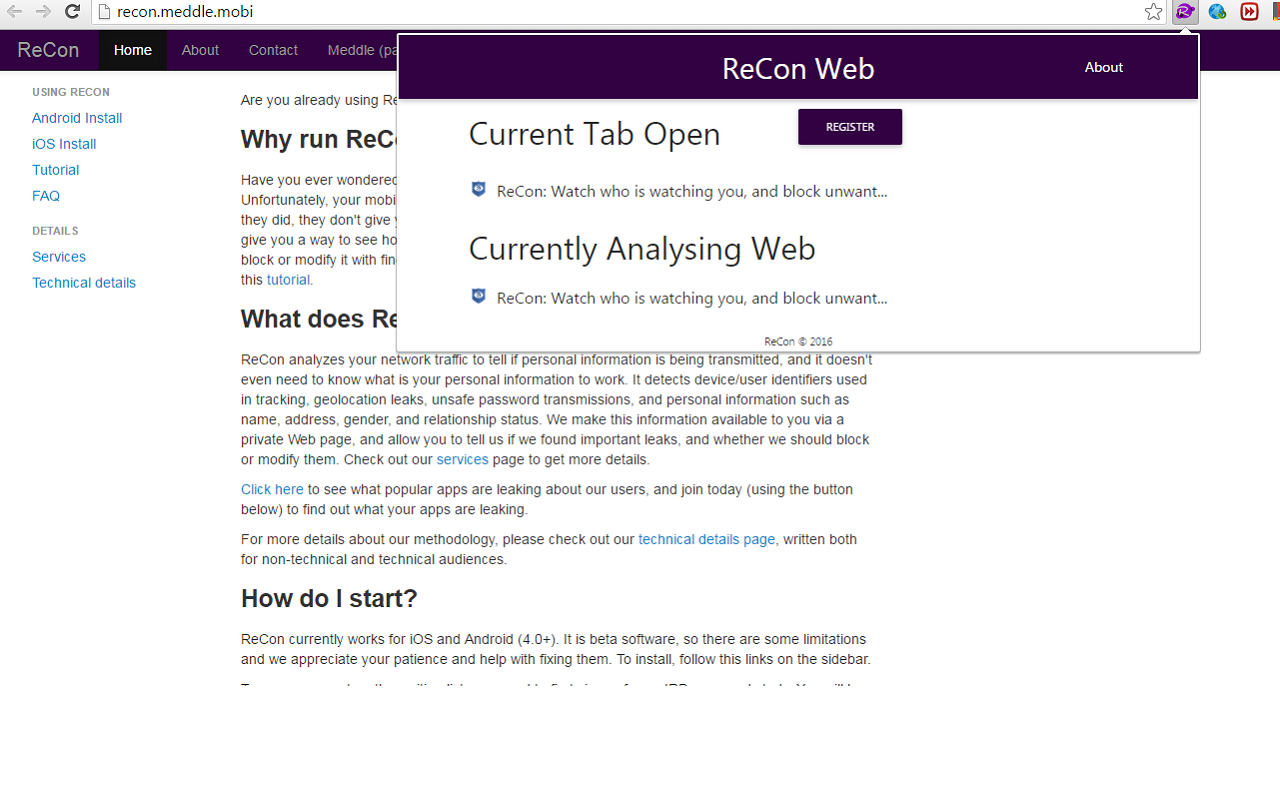 recon.meddle.mobi
ReCon Home About Contact Meddle (pa
USING RECON
Android Install
iOS Install
Tutorial
FAQ
DETAILS
Services
Technical details
ReCon Web
About
Current Tab Open
REGISTER
ReCon: Watch who is watching you, and block unwant...
Currently Analysing Web
ReCon: Watch who is watching you, and block unwant...
ReCon © 2016
Are you already using Re
Why run ReCo
Have you ever wondered
Unfortunately, your mobi
they did, they don't give y
give you a way to see ho
block or modify it with fin
this tutorial.
What does Re
ReCon analyzes your network traffic to tell if personal information is being transmitted, and it doesn't
even need to know what is your personal information to work. It detects device/user identifiers used
in tracking, geolocation leaks, unsafe password transmissions, and personal information such as
name, address, gender, and relationship status. We make this information available to you via a
private Web page, and allow you to tell us if we found important leaks, and whether we should block
or modify them. Check out our services page to get more details.
Click here to see what popular apps are leaking about our users, and join today (using the button
below) to find out what your apps are leaking.
For more details about our methodology, please check out our technical details page, written both
for non-technical and technical audiences.
How do I start?
ReCon currently works for iOS and Android (4.0+). It is beta software, so there are some limitations
and we appreciate your patience and help with fixing them. To install, follow this links on the sidebar.